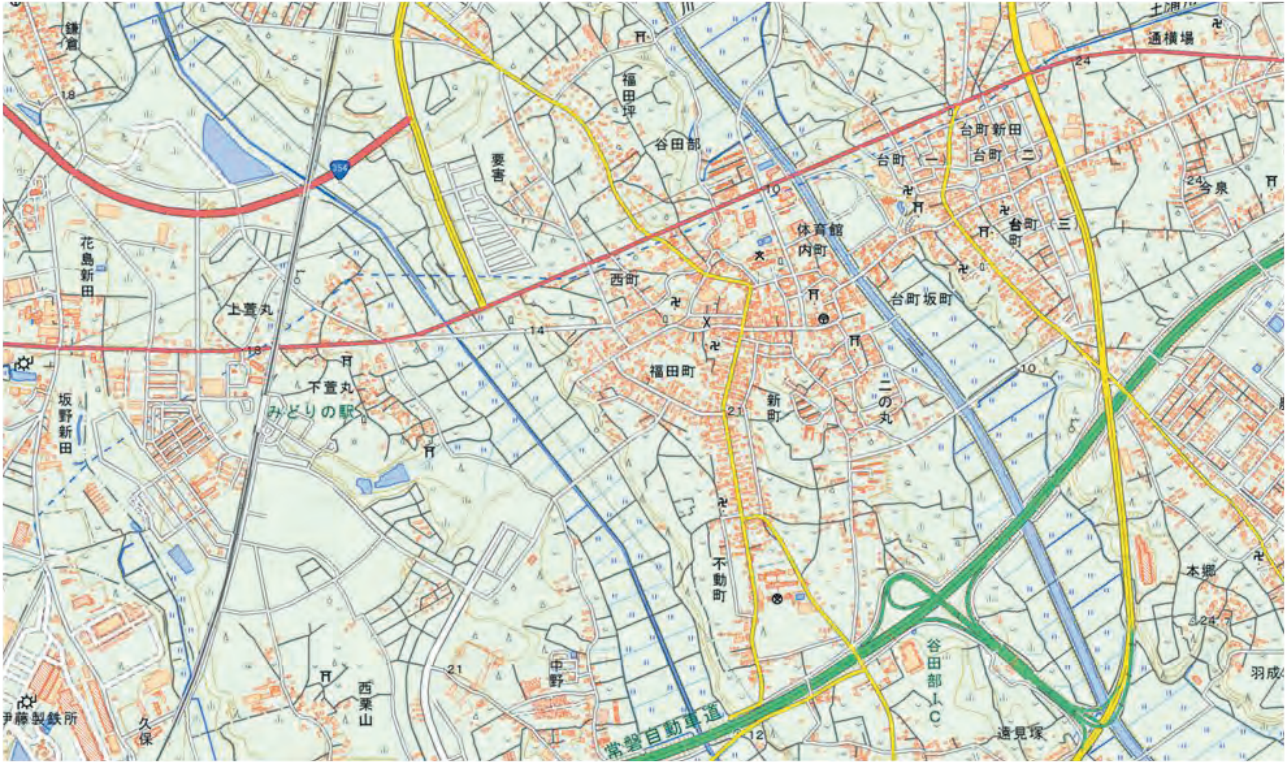 鎌倉
18
354
花島新田
上萱丸
18
下萱丸
みどりの駅
坂野新田
伊藤製鉄所
久保
西栗山
21
中野
14
要害
福田坪
谷田部
川
10
体育館
内町
西町
福田町
新町
二の丸
21
不動町
台町新田
台町
一
台町
二
台町
三
町
台町坂町
通横場
24
24
今泉
10
本郷
24
羽成
谷田部IC
遠見塚
常磐自動車道
12